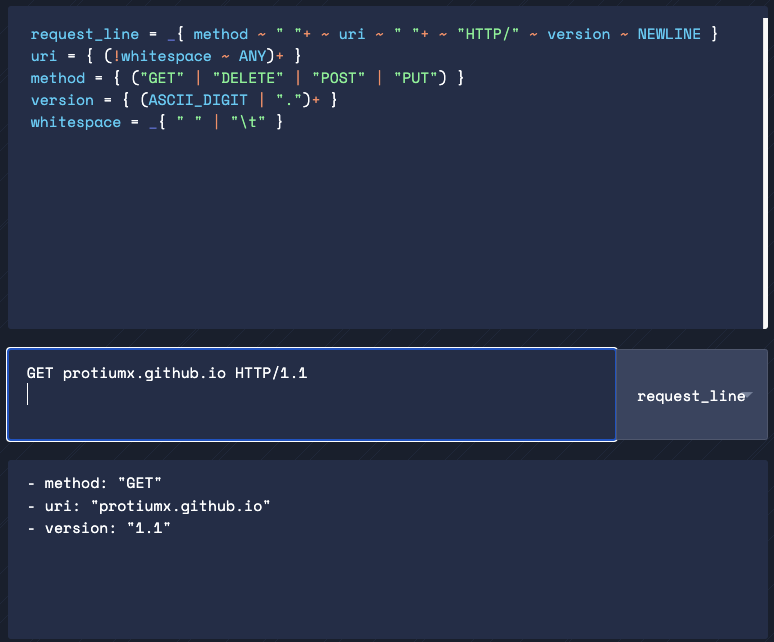 request_line = _{ method ~ " "+ ~ uri ~ " "+ ~ "HTTP/" ~ version ~ NEWLINE }
uri = { (!whitespace ~ ANY)+ }
method = { ("GET" | "DELETE" | "POST" | "PUT") }
version = { (ASCII_DIGIT | ".")+ }
whitespace = _{ " " | "\t" }
GET protiumx.github.io HTTP/1.1
request_line
- method: "GET"
- uri: "protiumx.github.io"
- version: "1.1"